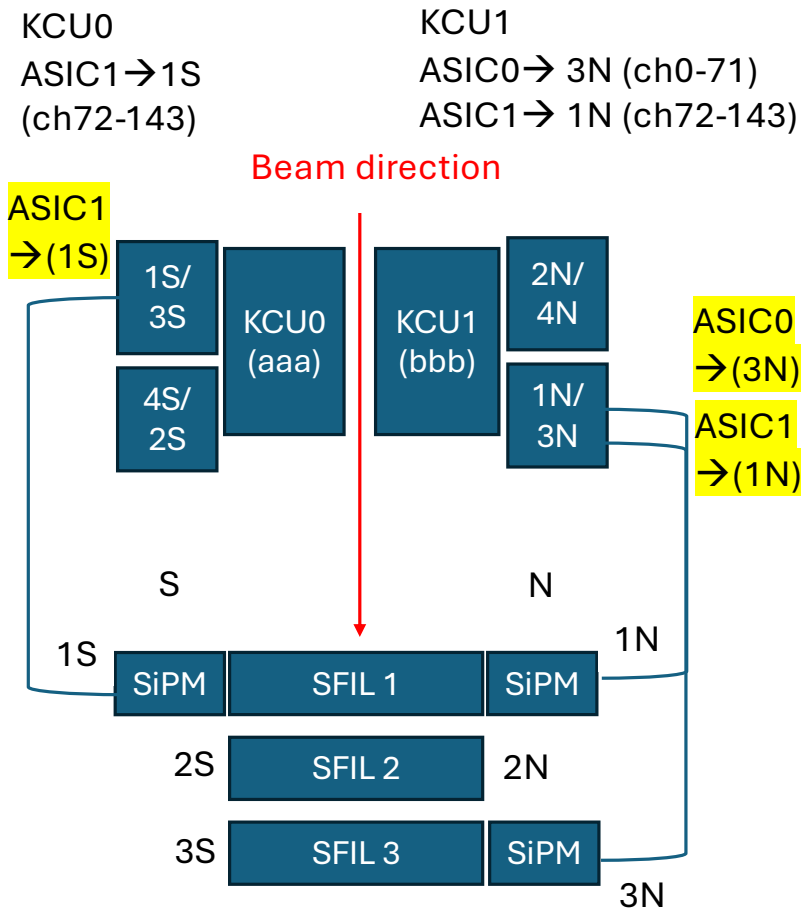 KCU0
ASIC1→1S
(ch72-143)
KCU1
ASIC0→ 3N (ch0-71)
ASIC1→ 1N (ch72-143)
Beam direction
ASIC1
→(1S)
1S/
3S
KCU0
(aaa)
KCU1
(bbb)
2N/
4N
ASIC0
→(3N)
4S/
2S
1N/
3N
ASIC1
→(1N)
S
N
1S
1N
SiPM
SFIL 1
SiPM
2S
SFIL 2
2N
3S
SFIL 3
SiPM
3N